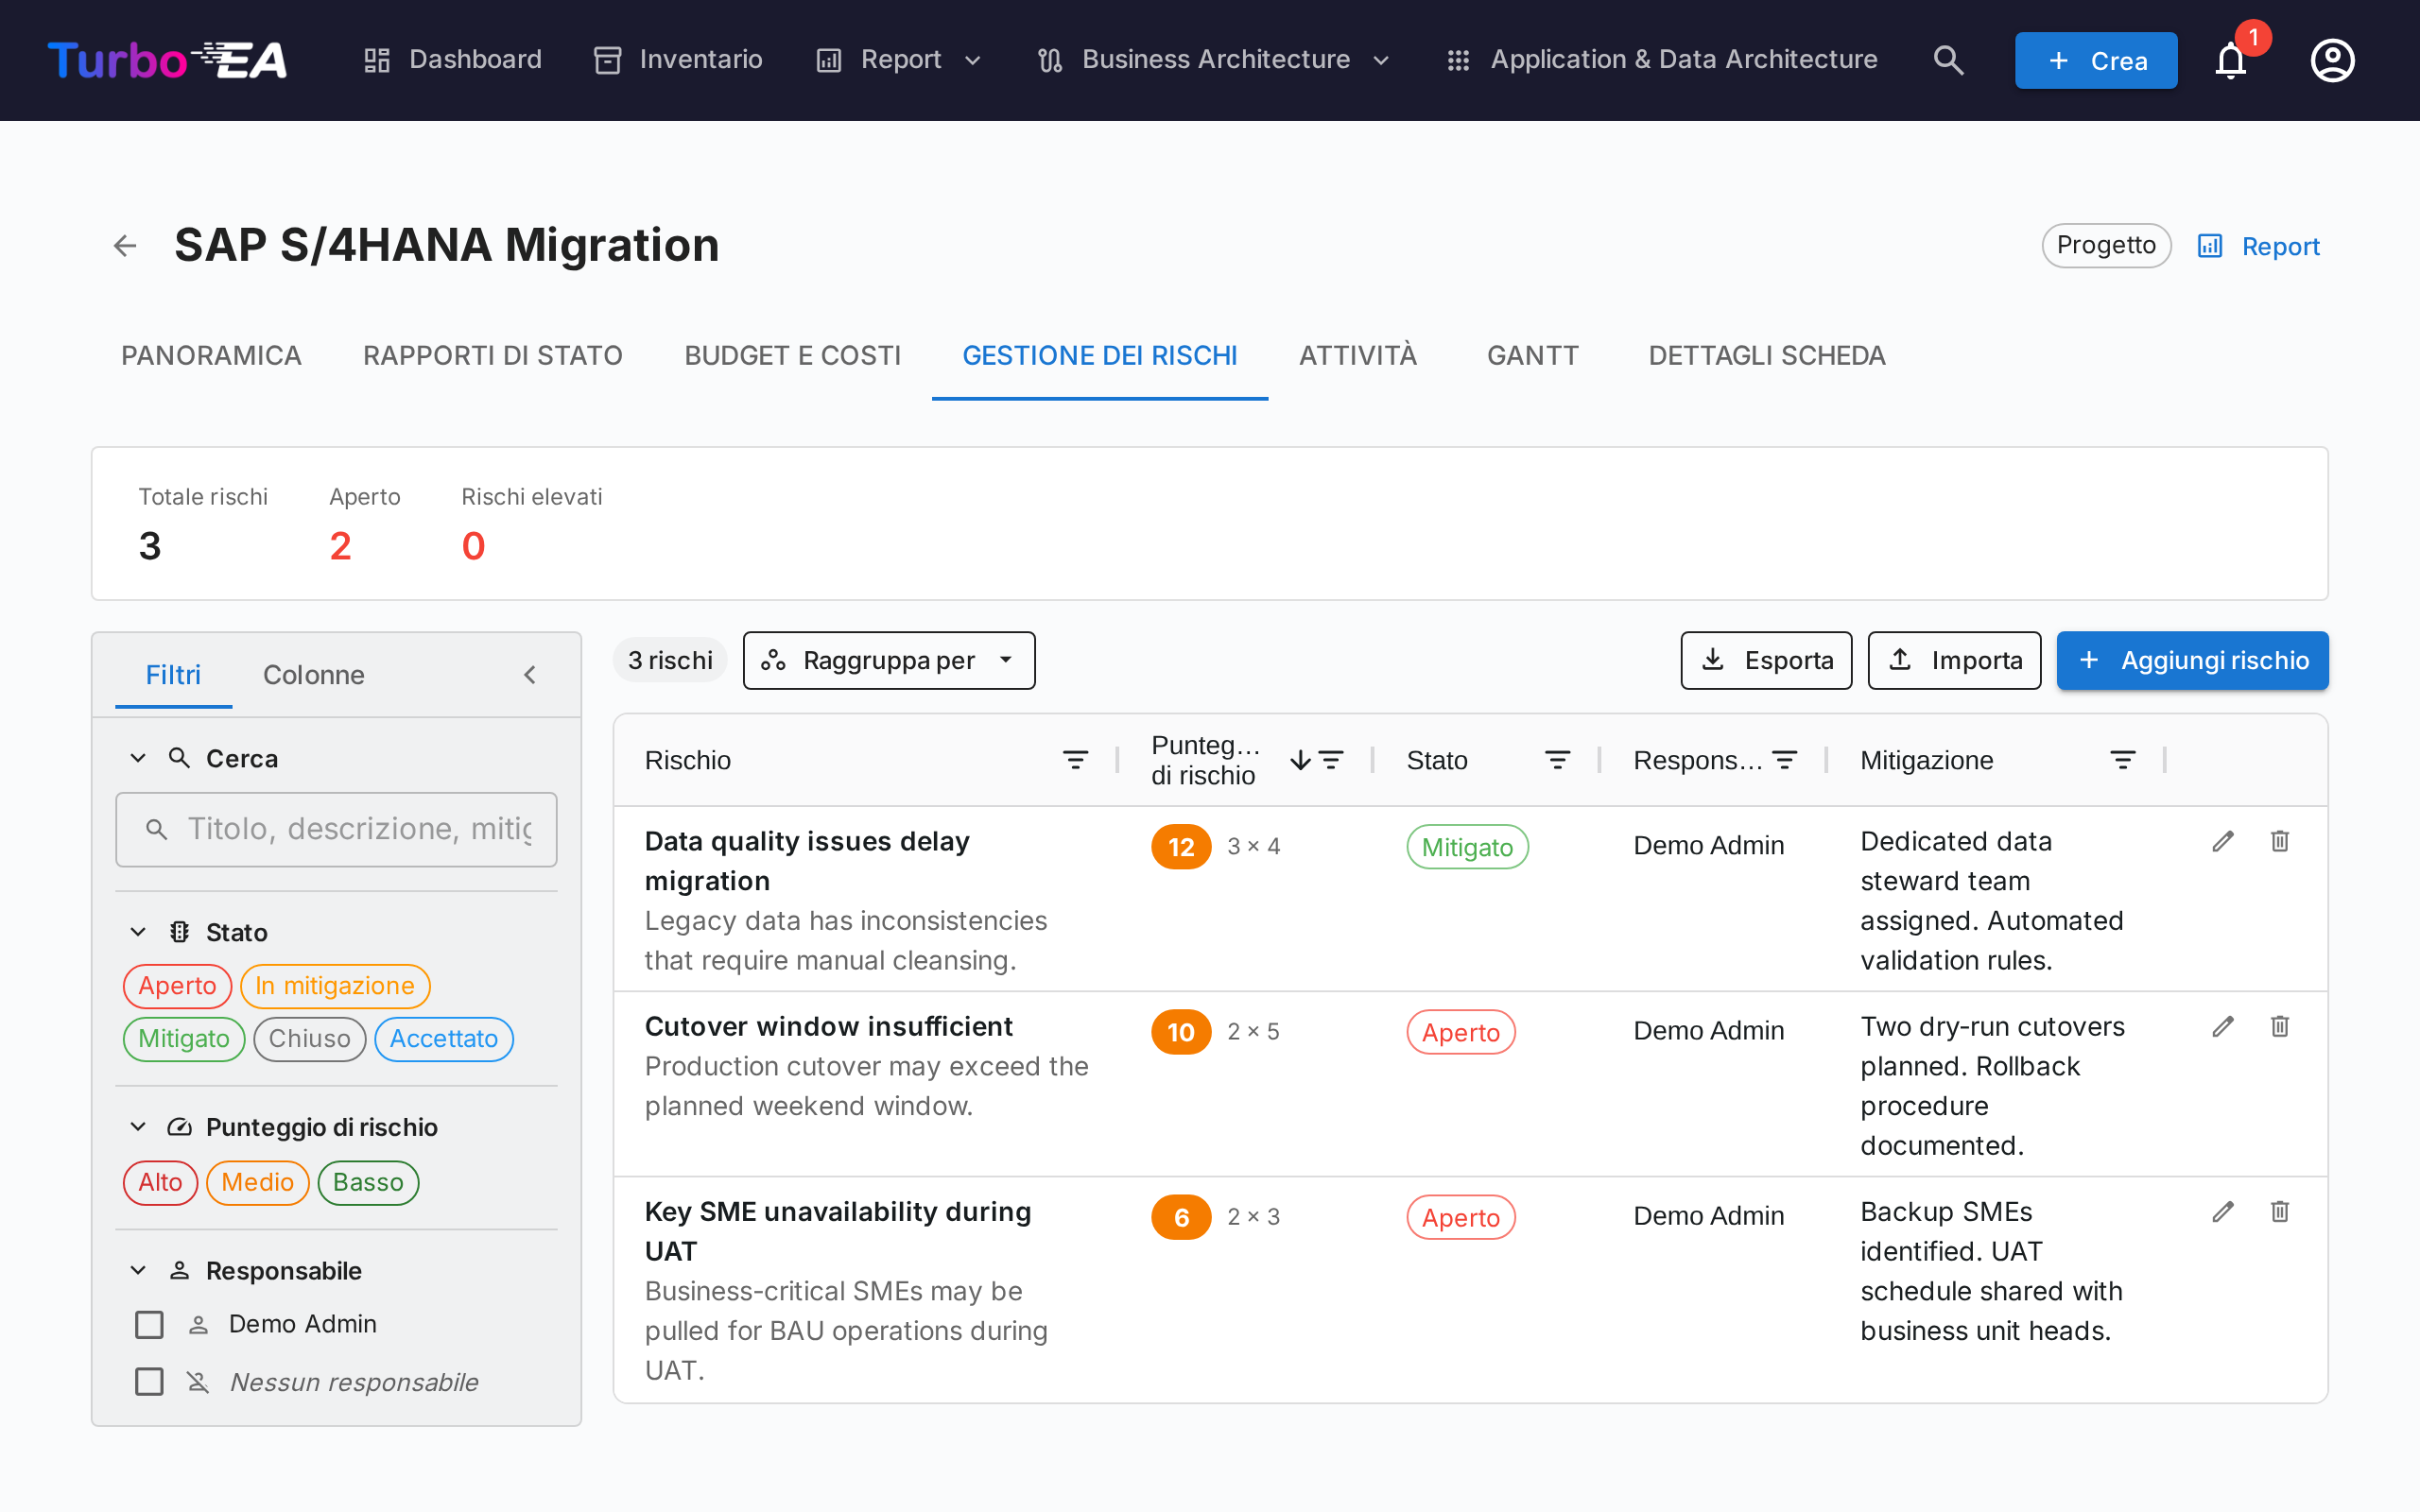 Turbo EA
Dashboard
Inventario
Report
Business Architecture
Application & Data Architecture
Crea
1
SAP S/4HANA Migration
Progetto
Report
PANORAMICA
RAPPORTI DI STATO
BUDGET E COSTI
GESTIONE DEI RISCHI
ATTIVITÀ
GANTT
DETTAGLI SCHEDA
Totale rischi
3
Aperto
2
Rischi elevati
0
Filtri
Colonne
Cerca
Titolo, descrizione, mitig
Stato
Aperto
In mitigazione
Mitigato
Chiuso
Accettato
Punteggio di rischio
Alto
Medio
Basso
Responsabile
Demo Admin
Nessun responsabile
3 rischi
Raggruppa per
Esporta
Importa
Aggiungi rischio
Rischio
Punteg...
di rischio
Stato
Respons...
Mitigazione
Data quality issues delay
migration
Legacy data has inconsistencies
that require manual cleansing.
12
3 × 4
Mitigato
Demo Admin
Dedicated data
steward team
assigned. Automated
validation rules.
Cutover window insufficient
Production cutover may exceed the
planned weekend window.
10
2 × 5
Aperto
Demo Admin
Two dry-run cutovers
planned. Rollback
procedure
documented.
Key SME unavailability during
UAT
Business-critical SMEs may be
pulled for BAU operations during
UAT.
6
2 × 3
Aperto
Demo Admin
Backup SMEs
identified. UAT
schedule shared with
business unit heads.